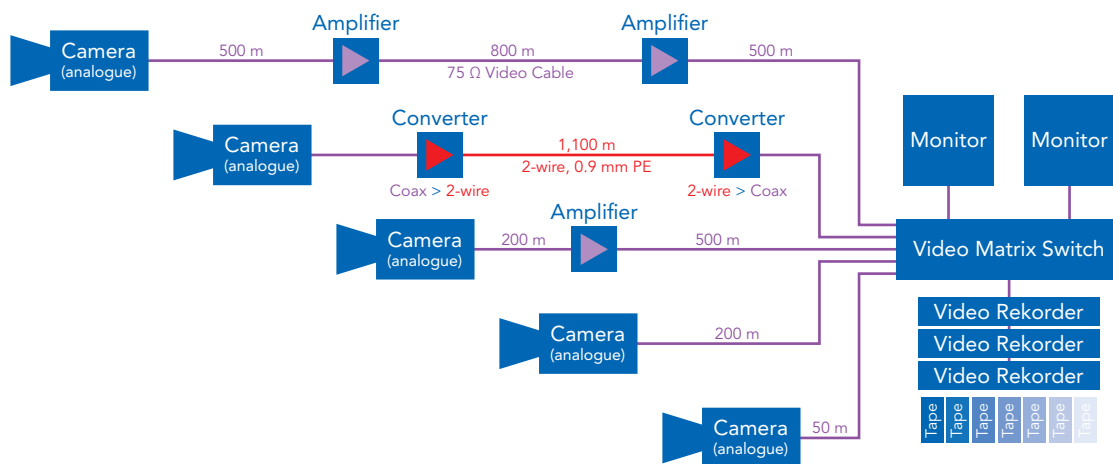 Amplifier
Amplifier
Camera
(analogue)
500 m
800 m
500 m
75 Ω Video Cable
Converter
Converter
Camera
(analogue)
1,100 m
2-wire, 0.9 mm PE
Coax > 2-wire
2-wire > Coax
Monitor
Monitor
Amplifier
Camera
(analogue)
200 m
500 m
Video Matrix Switch
Camera
(analogue)
200 m
Video Rekorder
Video Rekorder
Video Rekorder
Camera
(analogue)
50 m
Tape
Tape
Tape
Tape
Tape
Tape
Tape